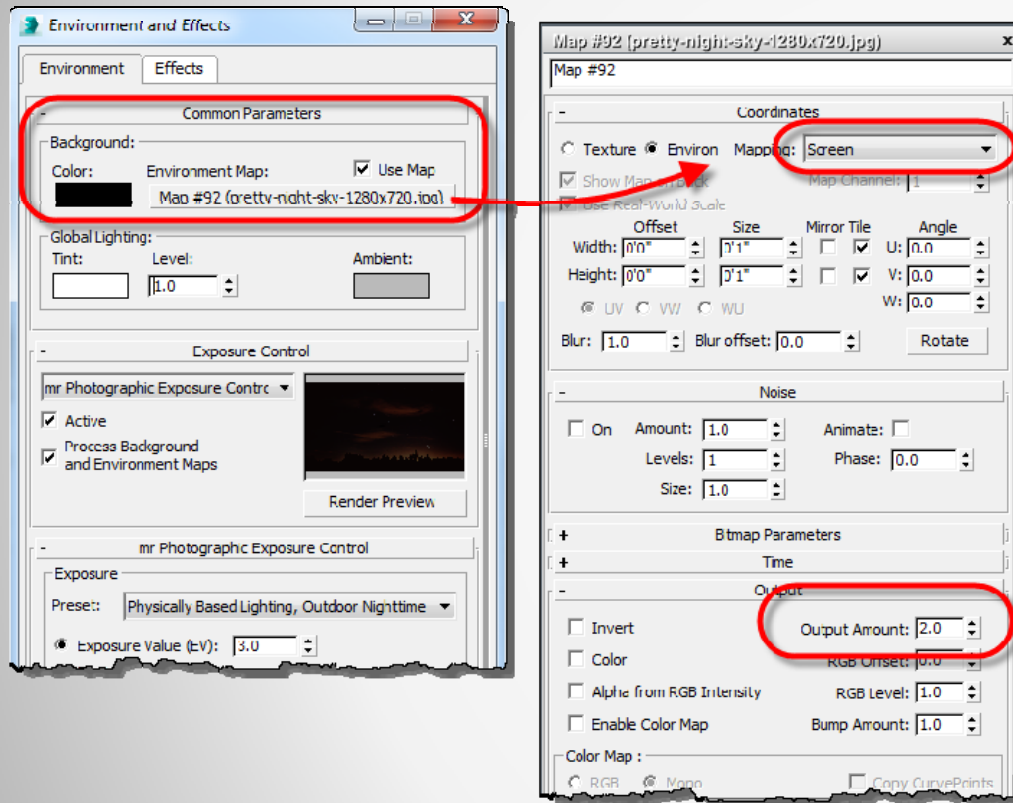 Environment and Effects
Environment Effects
- Common Parameters
Background:
Color: Environment Map: Use Map
Map #92 (pretty-night-sky-1280x720.jpg)
Global Lighting:
Tint: Level: Ambient:
1.0
- Exposure Control
mr Photographic Exposure Contrc
Active
Process Background
and Environment Maps
Render Preview
- mr Photographic Exposure Control
Exposure
Preset: Physically Based Lighting, Outdoor Nighttime
Exposure Value (EV): 3.0
Map #92 (pretty-night-sky-1280x720.jpg) x
Map #92
- Coordinates
Texture Environ Mapping: Screen
Show Map on Back Map Channel: 1
Use Real-World Scale
Offset Size Mirror Tile Angle
Width: 0'0" 0'1" U: 0.0
Height: 0'0" 0'1" V: 0.0
W: 0.0
UV VW WU
Blur: 1.0 Blur offset: 0.0 Rotate
- Noise
On Amount: 1.0 Animate:
Levels: 1 Phase: 0.0
Size: 1.0
+ Bitmap Parameters
+ Time
- Output
Invert Output Amount: 2.0
Color RGB Offset: 0.0
Alpha from RGB Intensity RGB Level: 1.0
Enable Color Map Bump Amount: 1.0
Color Map :
RGB Mono Copy CurvePoints